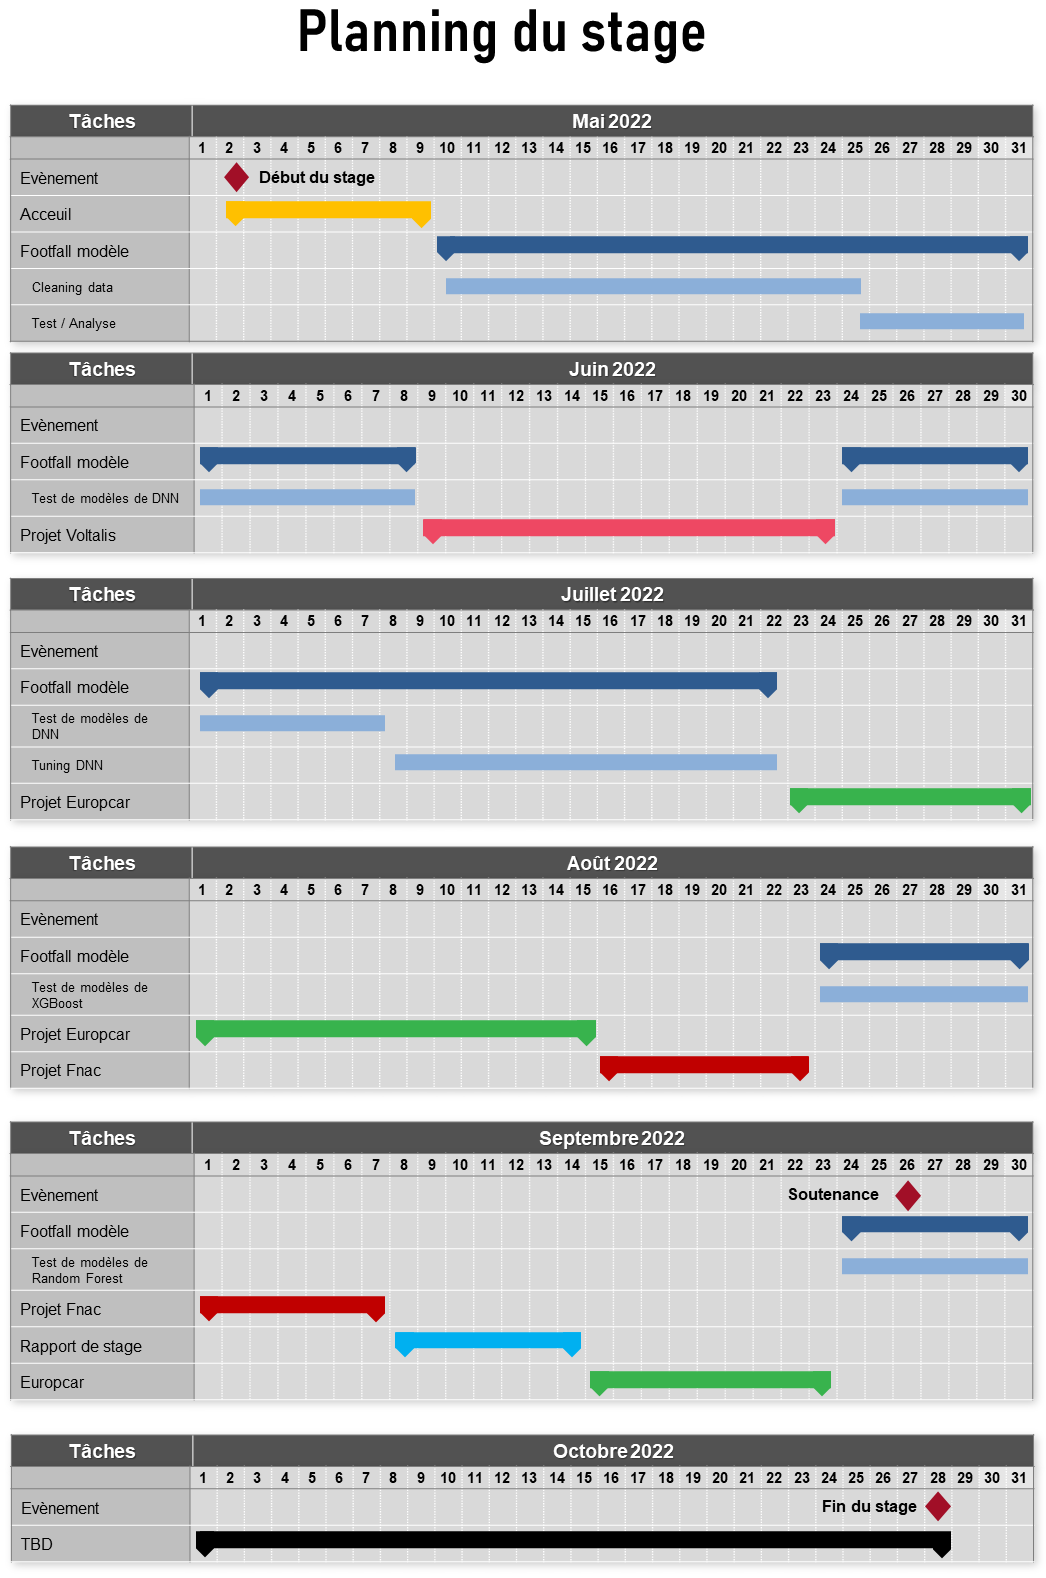 Planning du stage
Tâches Mai 2022
1 2 3 4 5 6 7 8 9 10 11 12 13 14 15 16 17 18 19 20 21 22 23 24 25 26 27 28 29 30 31
Evènement Début du stage
Acceuil
Footfall modèle
Cleaning data
Test / Analyse
Tâches Juin 2022
1 2 3 4 5 6 7 8 9 10 11 12 13 14 15 16 17 18 19 20 21 22 23 24 25 26 27 28 29 30
Evènement
Footfall modèle
Test de modèles de DNN
Projet Voltalis
Tâches Juillet 2022
1 2 3 4 5 6 7 8 9 10 11 12 13 14 15 16 17 18 19 20 21 22 23 24 25 26 27 28 29 30 31
Evènement
Footfall modèle
Test de modèles de
DNN
Tuning DNN
Projet Europcar
Tâches Août 2022
1 2 3 4 5 6 7 8 9 10 11 12 13 14 15 16 17 18 19 20 21 22 23 24 25 26 27 28 29 30 31
Evènement
Footfall modèle
Test de modèles de
XGBoost
Projet Europcar
Projet Fnac
Tâches Septembre 2022
1 2 3 4 5 6 7 8 9 10 11 12 13 14 15 16 17 18 19 20 21 22 23 24 25 26 27 28 29 30
Evènement Soutenance
Footfall modèle
Test de modèles de
Random Forest
Projet Fnac
Rapport de stage
Europcar
Tâches Octobre 2022
1 2 3 4 5 6 7 8 9 10 11 12 13 14 15 16 17 18 19 20 21 22 23 24 25 26 27 28 29 30 31
Evènement Fin du stage
TBD